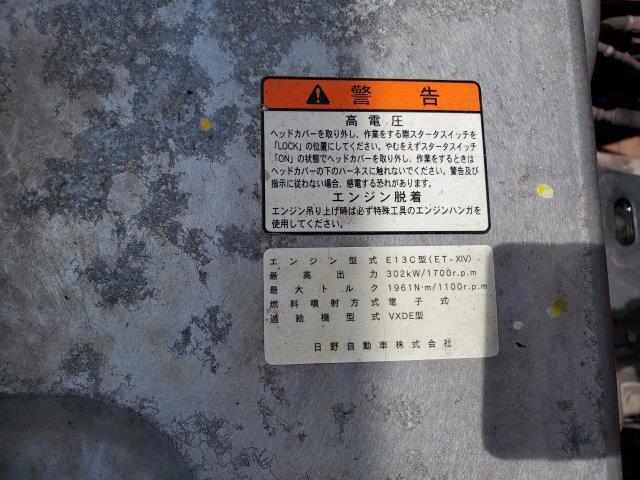 警告
高電圧
ヘッドカバーを取り外し、作業をする際スタータスイッチを
「LOCK」の位置にしてください。やむをえずスタータスイッチ
「ON」の状態でヘッドカバーを取り外し、作業をするときは
ヘッドカバーの下のハーネスに触れないでください。警告及び
指示に従わない場合、感電する恐れがあります。
エンジン脱着
エンジン吊り上げ時は必ず特殊工具のエンジンハンガを
使用してください。
エンジン型式 E13C型(ET-XIV)
最高出力 302kW/1700r.p.m
最大トルク 1961N·m/1100r.p.m
燃料噴射方式 電子式
過給機型式 VXDE型
日野自動車株式会社